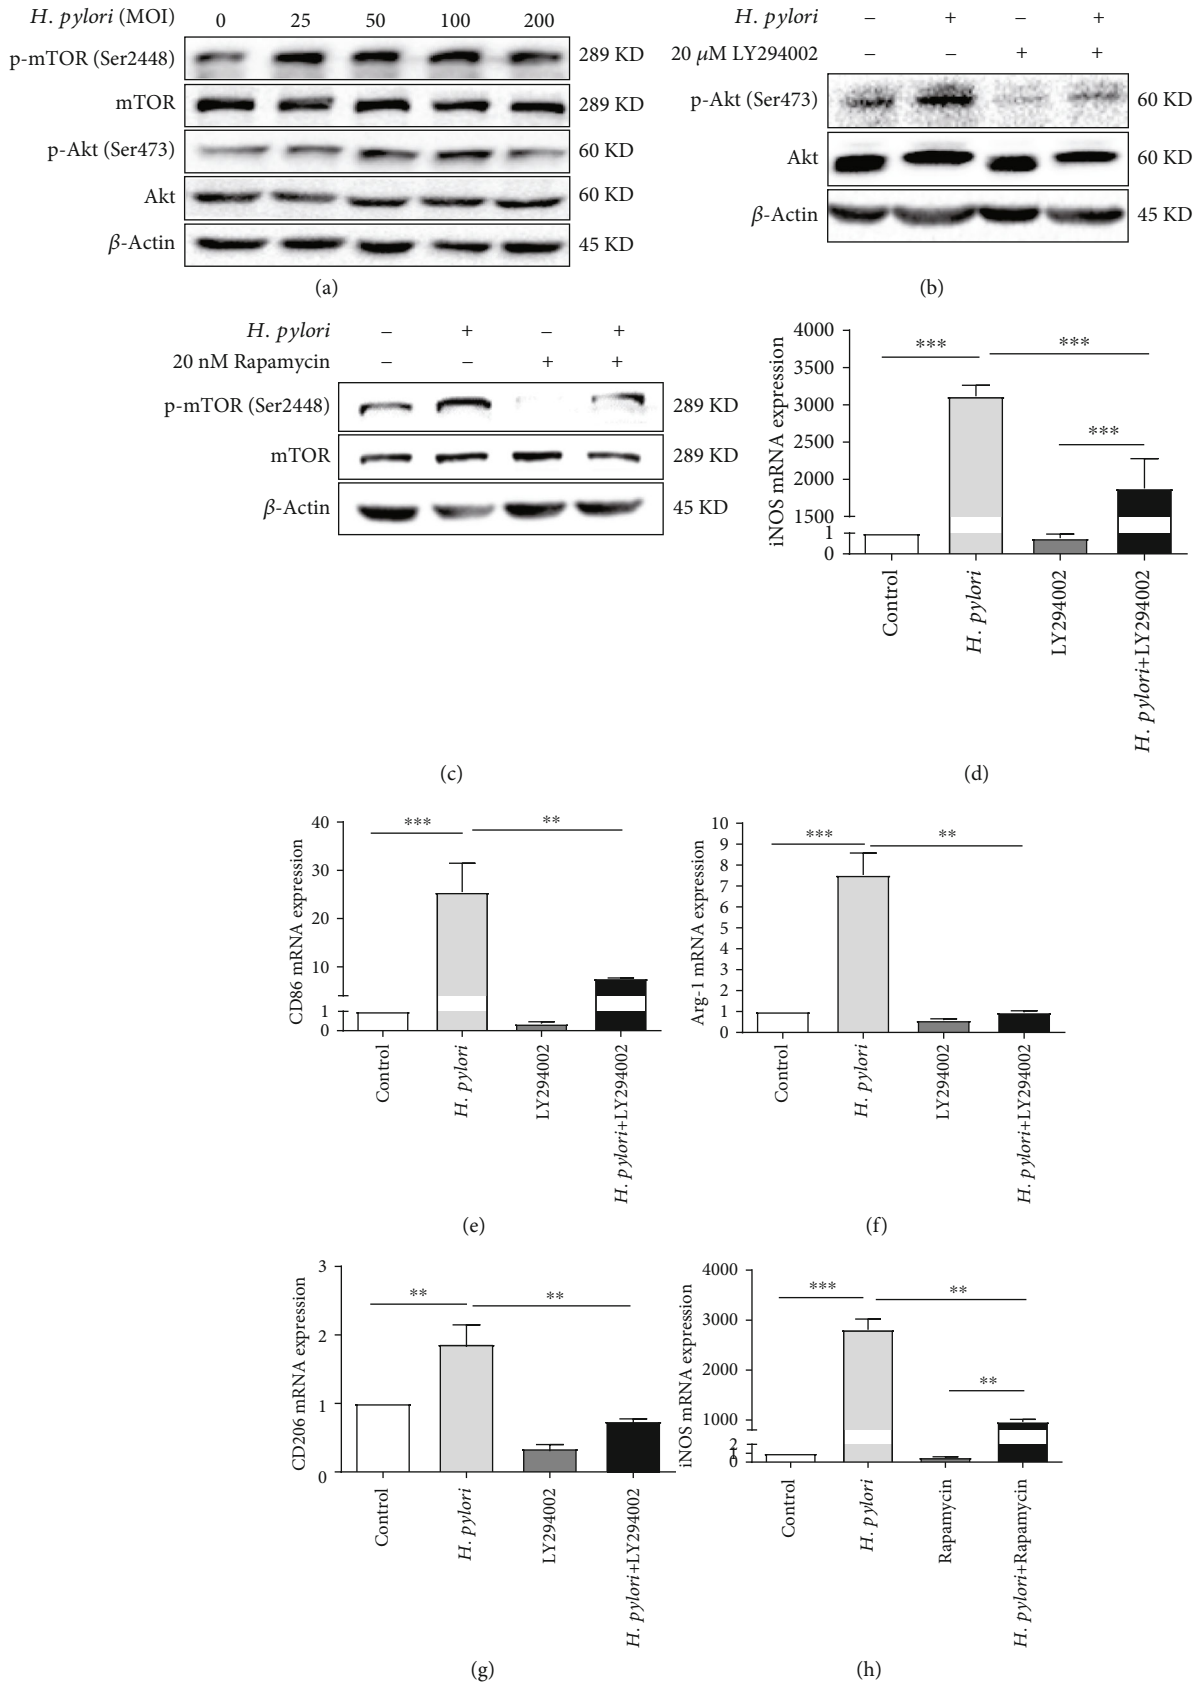 H. pylori (MOI) 0 25 50 100 200
p-mTOR (Ser2448) 289 KD
mTOR 289 KD
p-Akt (Ser473) 60 KD
Akt 60 KD
β-Actin 45 KD
(a)
H. pylori – + – +
20 μM LY294002 – – + +
p-Akt (Ser473) 60 KD
Akt 60 KD
β-Actin 45 KD
(b)
H. pylori – + – +
20 nM Rapamycin – – + +
p-mTOR (Ser2448) 289 KD
mTOR 289 KD
β-Actin 45 KD
(c)
iNOS mRNA expression
4000
3500
3000
2500
2000
1500
1
0
*** ***
***
Control
H. pylori
LY294002
H. pylori+LY294002
(d)
CD86 mRNA expression
40
30
20
10
1
0
*** **
Control
H. pylori
LY294002
H. pylori+LY294002
(e)
Arg-1 mRNA expression
10
9
8
7
6
5
4
3
2
1
0
*** **
Control
H. pylori
LY294002
H. pylori+LY294002
(f)
CD206 mRNA expression
3
2
1
0
** **
Control
H. pylori
LY294002
H. pylori+LY294002
(g)
iNOS mRNA expression
4000
3000
2000
1000
2
1
0
*** **
**
Control
H. pylori
Rapamycin
H. pylori+Rapamycin
(h)